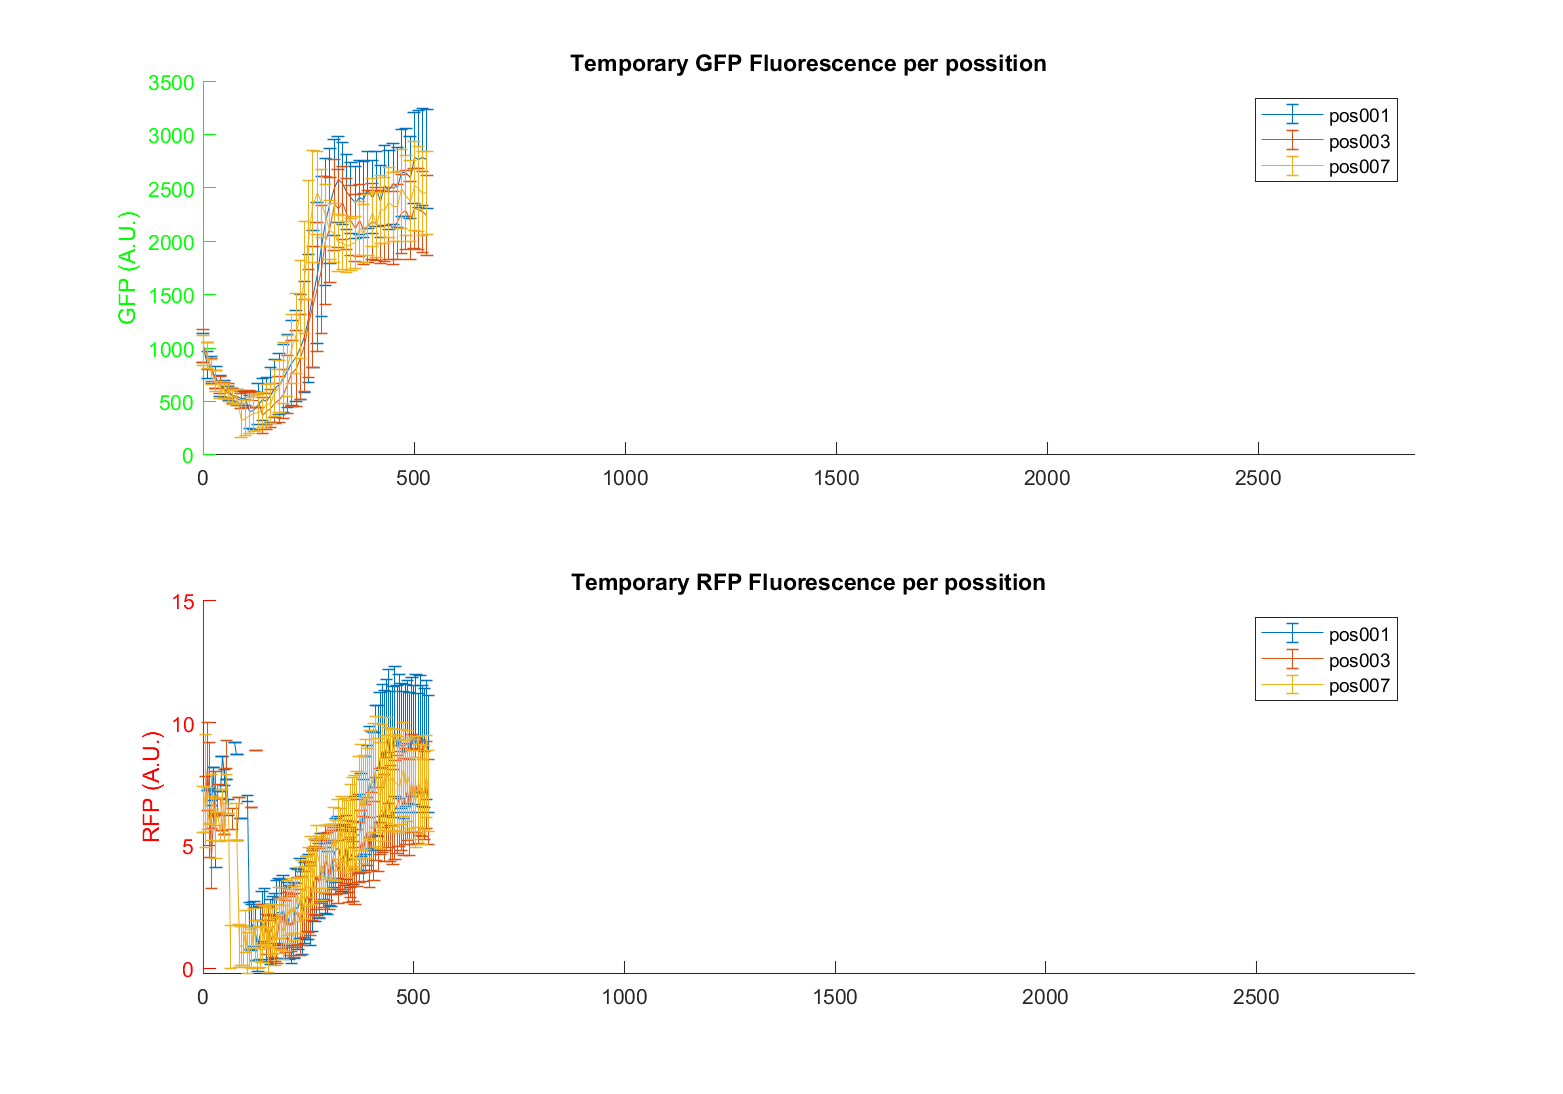 Temporary GFP Fluorescence per possition
3500
3000
2500
2000
1500
1000
500
0
GFP (A.U.)
pos001
pos003
pos007
0 500 1000 1500 2000 2500
Temporary RFP Fluorescence per possition
15
10
5
0
RFP (A.U.)
pos001
pos003
pos007
0 500 1000 1500 2000 2500